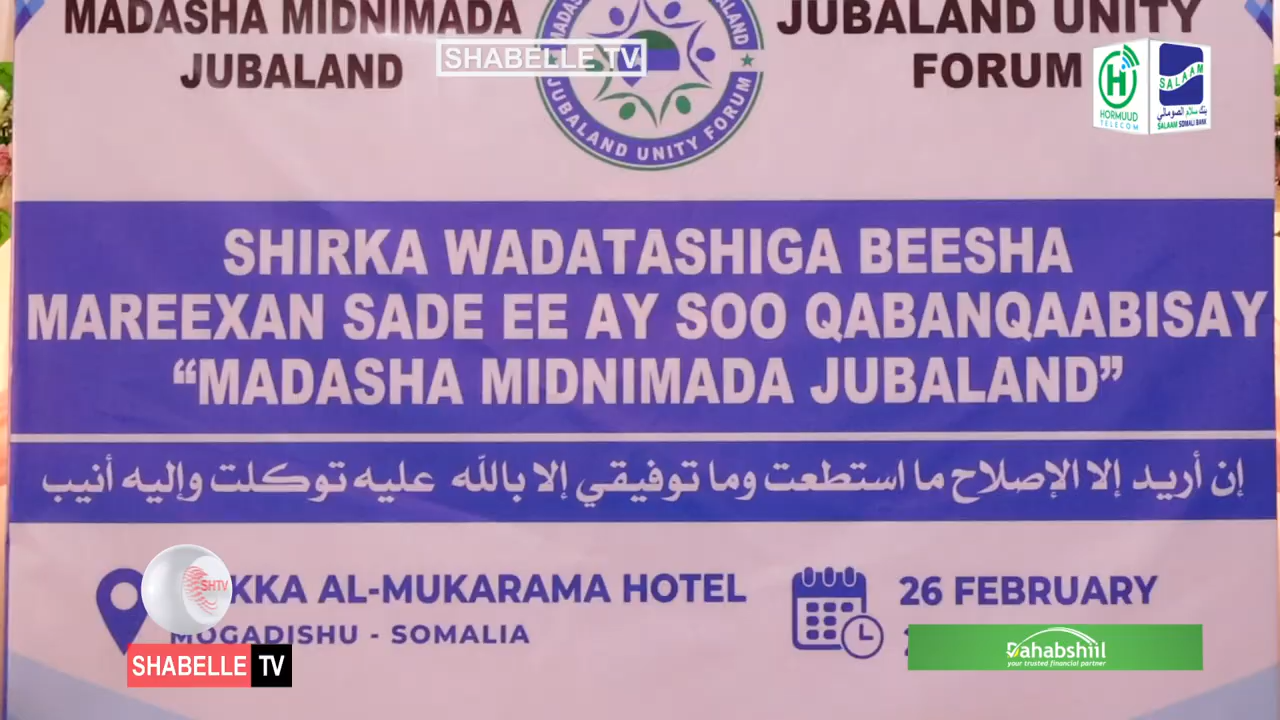 MADASHA MIDNIMADA
JUBALAND
JUBALAND UNITY
FORUM
JUBALAND UNITY FORUM
SHABELLE TV
HORMUUD
TELECOM
SALAAM
بنك سلام الصومالي
SALAAM SOMALI BANK
SHIRKA WADATASHIGA BEESHA
MAREEXAN SADE EE AY SOO QABANQAABISAY
“MADASHA MIDNIMADA JUBALAND”
إن أريد إلا الإصلاح ما استطعت وما توفيقي إلا بالله عليه توكلت وإليه أنيب
AL-MUKARAMA HOTEL
MOGADISHU - SOMALIA
26 FEBRUARY
SHTV
SHABELLE TV
Dahabshiil
your trusted financial partner